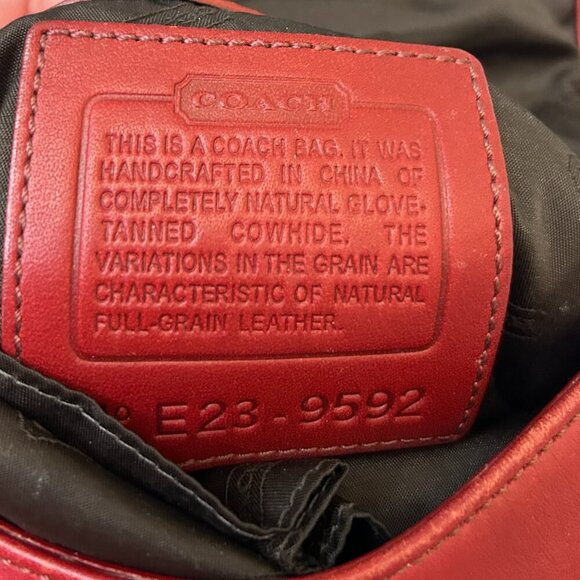 COACH
THIS IS A COACH BAG. IT WAS
HANDCRAFTED IN CHINA OF
COMPLETELY NATURAL GLOVE-
TANNED COWHIDE. THE
VARIATIONS IN THE GRAIN ARE
CHARACTERISTIC OF NATURAL
FULL-GRAIN LEATHER.
º E23-9592